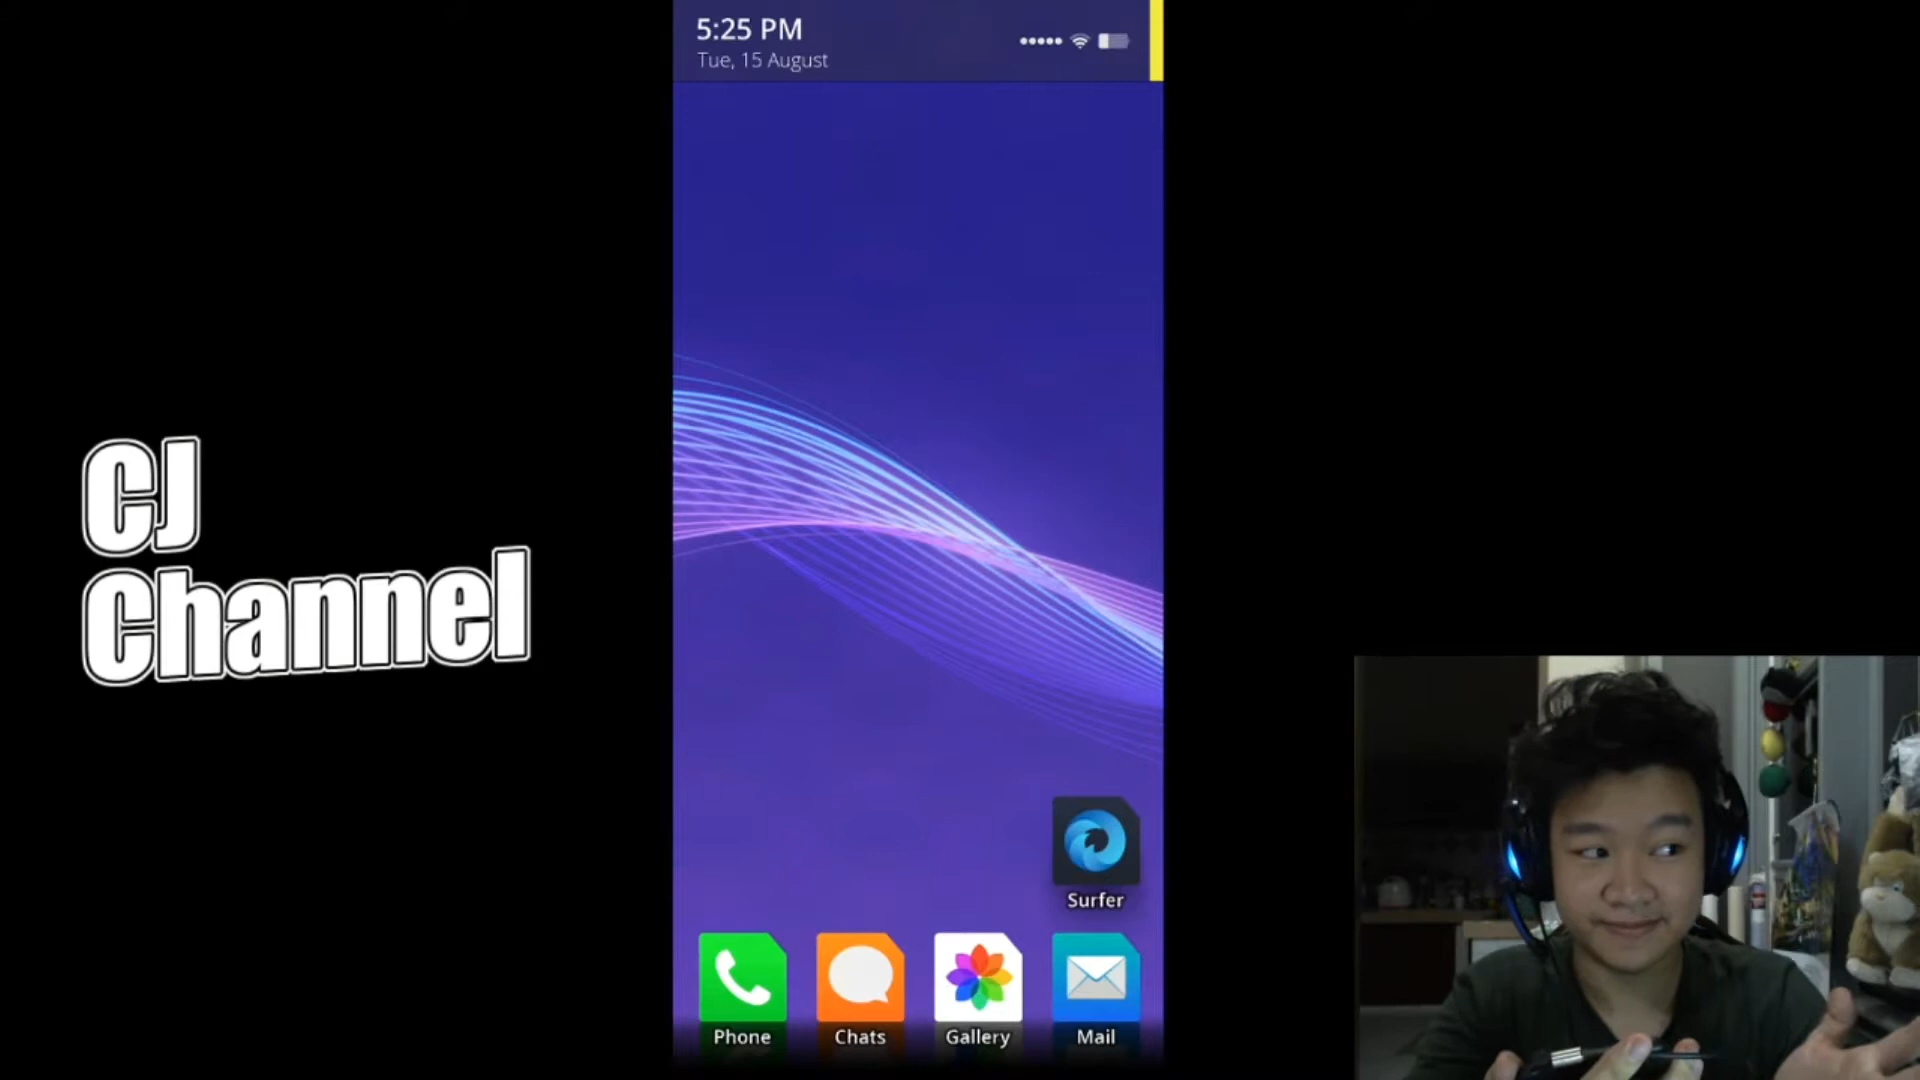 5:25 PM
Tue, 15 August
CJ
Channel
Surfer
Phone
Chats
Gallery
Mail